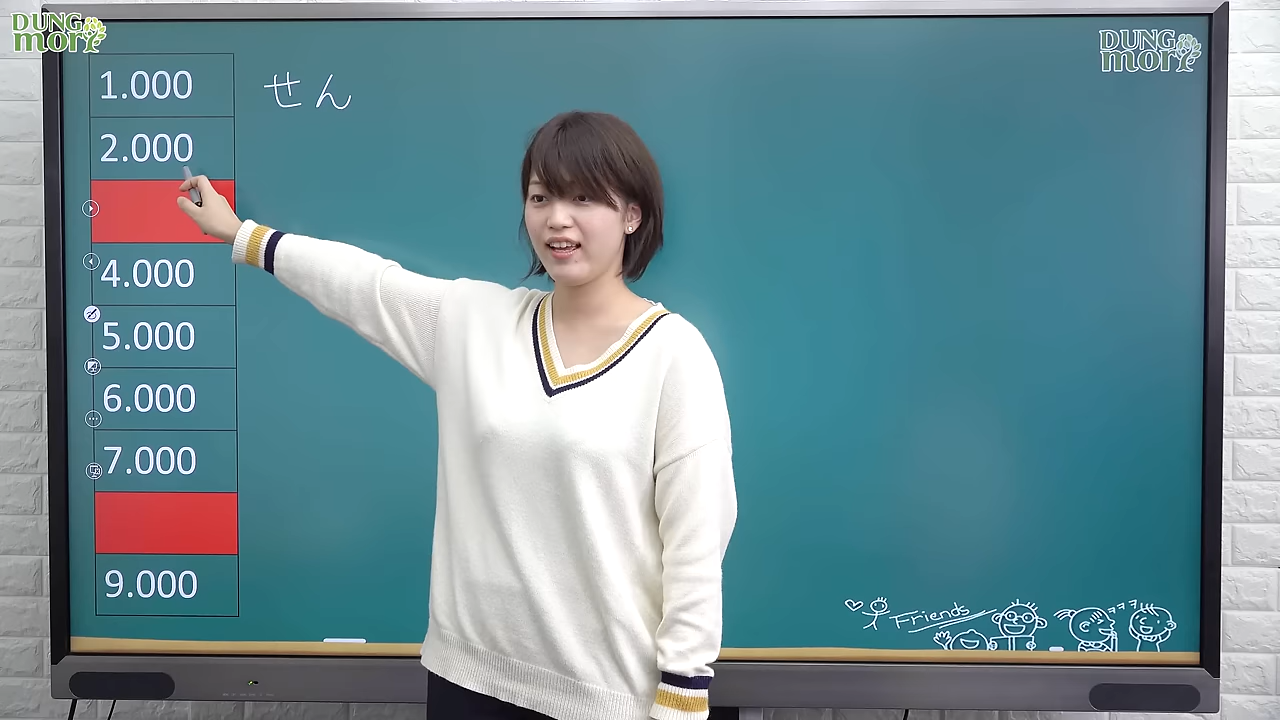 DUNG
mori
DUNG
mori
1.000 せん
2.000
4.000
5.000
6.000
7.000
9.000
Friends